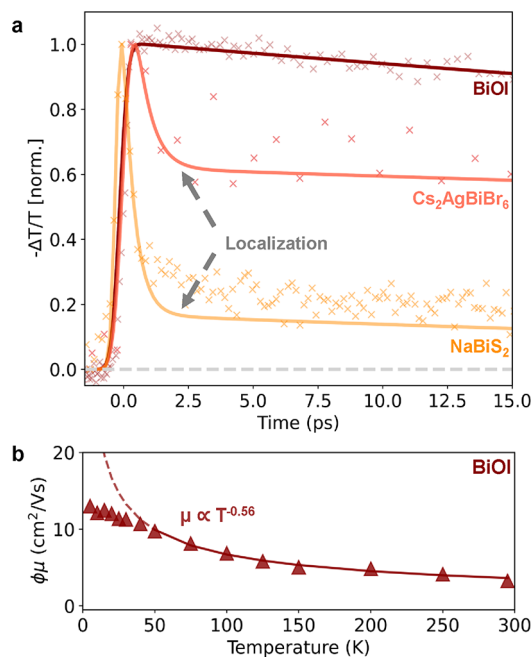 a
-ΔT/T [norm.]
1.0
0.8
0.6
0.4
0.2
0.0
BiOI
Cs₂AgBiBr₆
Localization
NaBiS₂
0.0 2.5 5.0 7.5 10.0 12.5 15.0
Time (ps)
b
ϕμ (cm²/Vs)
20
10
0
BiOI
μ ∝ T⁻⁰·⁵⁶
0 50 100 150 200 250 300
Temperature (K)